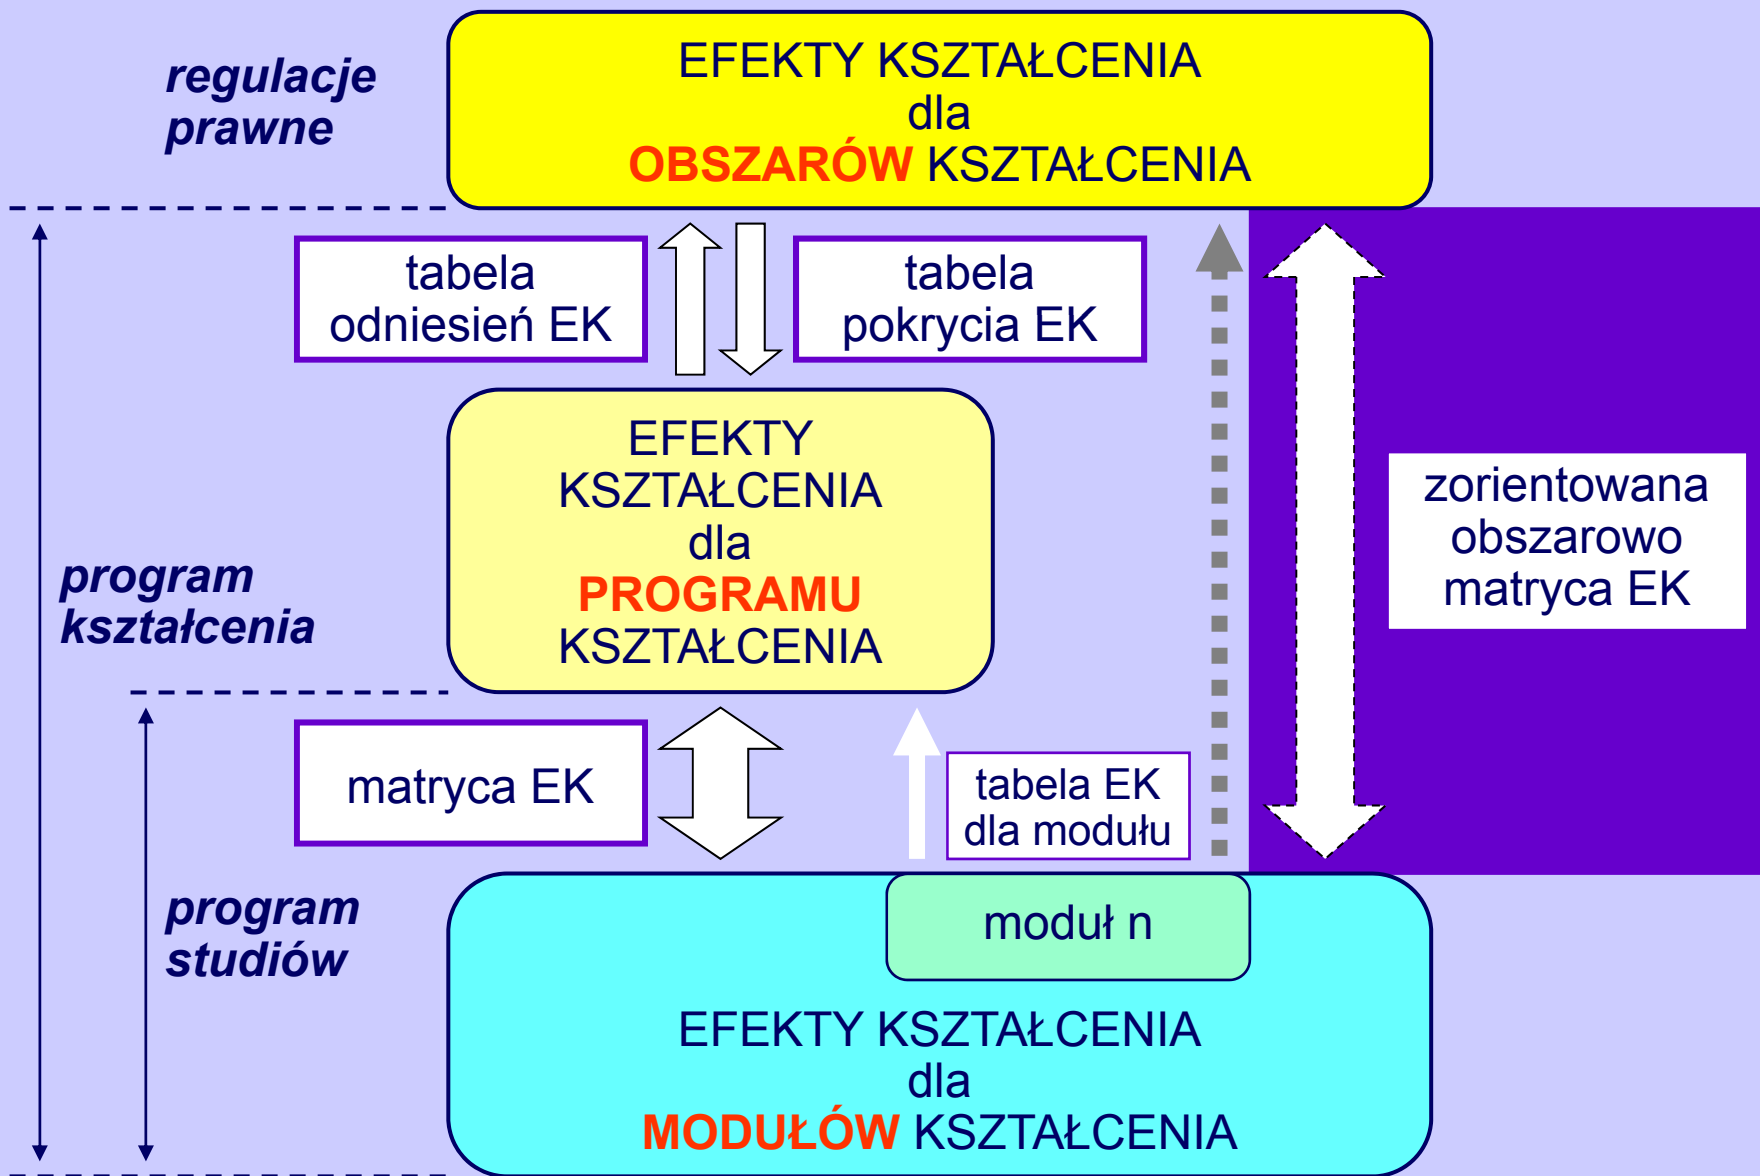 regulacje
prawne
EFEKTY KSZTAŁCENIA
dla
OBSZARÓW KSZTAŁCENIA
tabela
odniesień EK
tabela
pokrycia EK
EFEKTY
KSZTAŁCENIA
dla
PROGRAMU
KSZTAŁCENIA
zorientowana
obszarowo
matryca EK
program
kształcenia
matryca EK
tabela EK
dla modułu
program
studiów
moduł n
EFEKTY KSZTAŁCENIA
dla
MODUŁÓW KSZTAŁCENIA